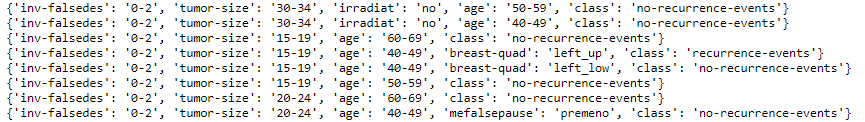 {'inv-falsedes': '0-2', 'tumor-size': '30-34', 'irradiat': 'no', 'age': '50-59', 'class': 'no-recurrence-events'}
{'inv-falsedes': '0-2', 'tumor-size': '30-34', 'irradiat': 'no', 'age': '40-49', 'class': 'no-recurrence-events'}
{'inv-falsedes': '0-2', 'tumor-size': '15-19', 'age': '60-69', 'class': 'no-recurrence-events'}
{'inv-falsedes': '0-2', 'tumor-size': '15-19', 'age': '40-49', 'breast-quad': 'left_up', 'class': 'recurrence-events'}
{'inv-falsedes': '0-2', 'tumor-size': '15-19', 'age': '40-49', 'breast-quad': 'left_low', 'class': 'no-recurrence-events'}
{'inv-falsedes': '0-2', 'tumor-size': '15-19', 'age': '50-59', 'class': 'no-recurrence-events'}
{'inv-falsedes': '0-2', 'tumor-size': '20-24', 'age': '60-69', 'class': 'no-recurrence-events'}
{'inv-falsedes': '0-2', 'tumor-size': '20-24', 'age': '40-49', 'mefalsepause': 'premeno', 'class': 'no-recurrence-events'}